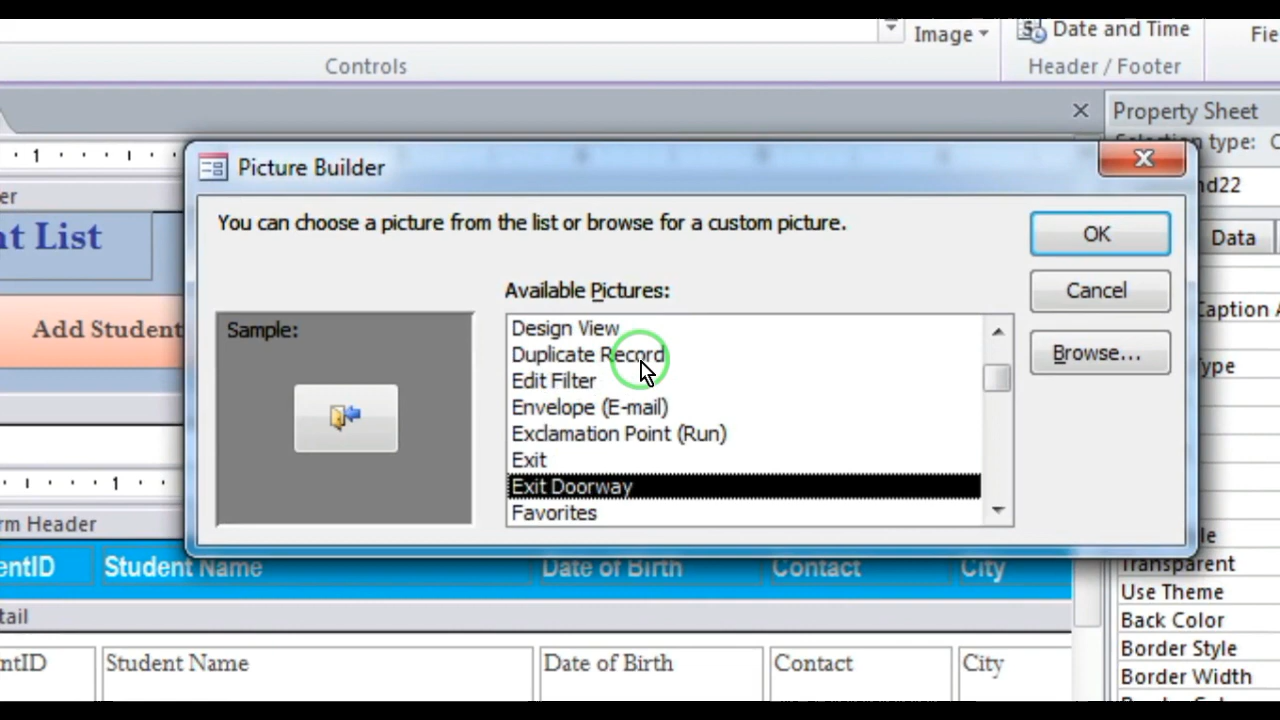 Image
Date and Time
Fie
Controls
Header / Footer
Property Sheet
Selection type: C
1
er
Picture Builder
nd22
You can choose a picture from the list or browse for a custom picture.
OK
nt List
Data
Available Pictures:
Cancel
Caption A
Sample:
Add Student
Design View
Duplicate Record
Browse...
ype
Edit Filter
Envelope (E-mail)
Exclamation Point (Run)
Exit
Exit Doorway
1
Favorites
rm Header
le
entID
Student Name
Date of Birth
Contact
City
Transparent
Use Theme
tail
Back Color
Border Style
ntID
Student Name
Date of Birth
Contact
City
Border Width